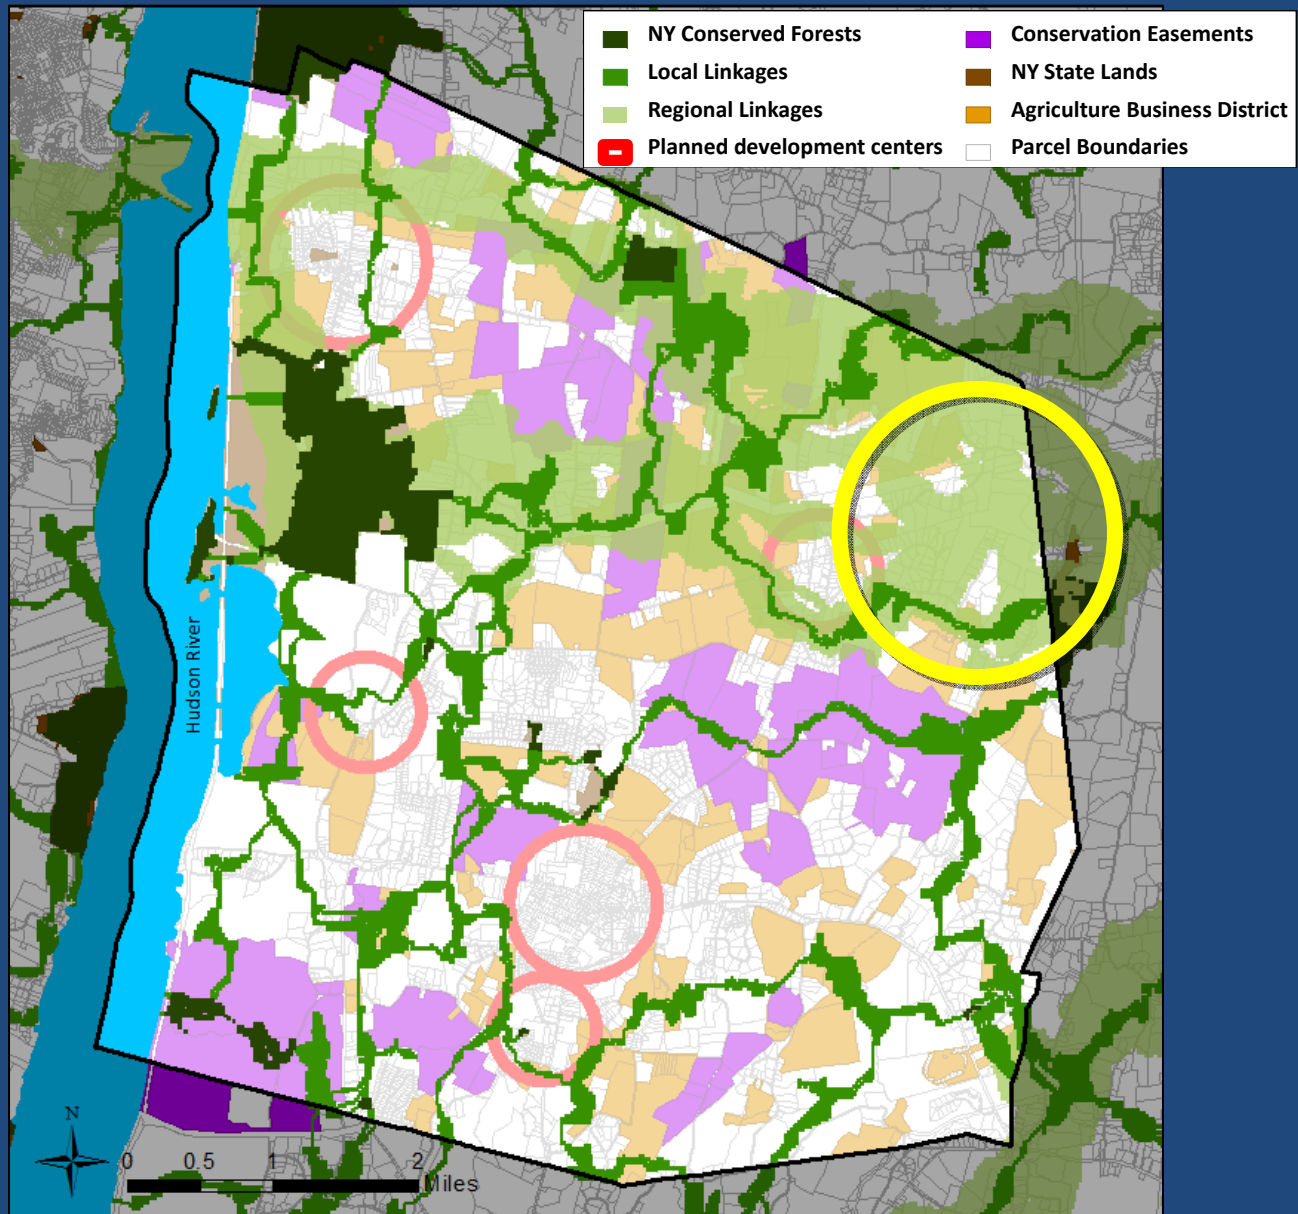 NY Conserved Forests
Local Linkages
Regional Linkages
Planned development centers
Conservation Easements
NY State Lands
Agriculture Business District
Parcel Boundaries
Hudson River
N
0 0.5 1 2
Miles